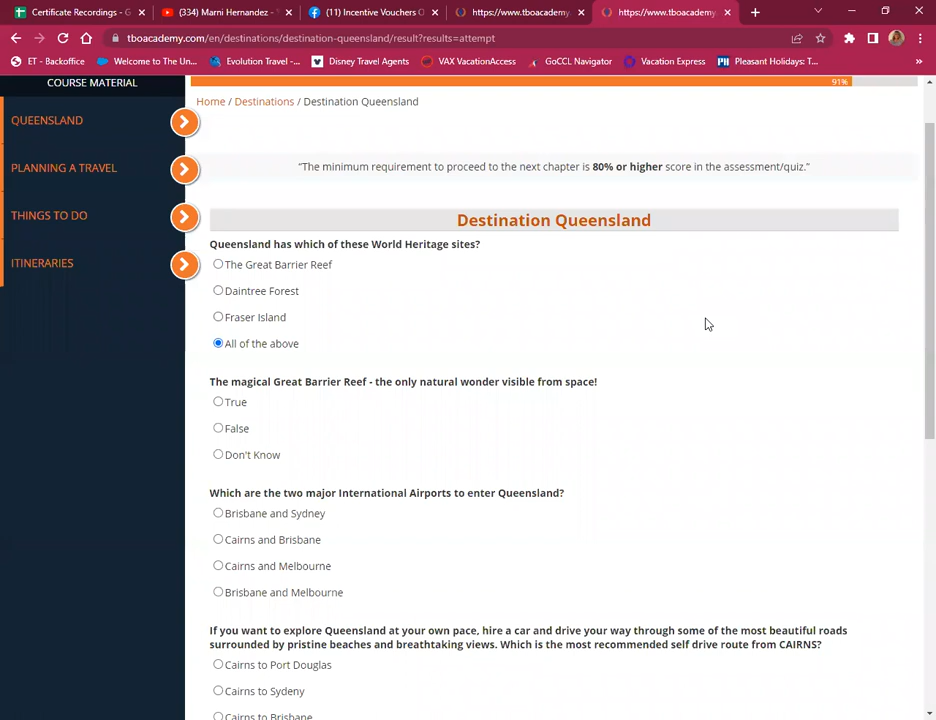 Certificate Recordings - G
(334) Marni Hernandez -
(11) Incentive Vouchers O
https://www.tboacademy.
https://www.tboacademy.
tboacademy.com/en/destinations/destination-queensland/result?results=attempt
ET - Backoffice
Welcome to The Un...
Evolution Travel -...
Disney Travel Agents
VAX VacationAccess
GoCCL Navigator
Vacation Express
Pleasant Holidays: T...
»
COURSE MATERIAL
91%
QUEENSLAND
PLANNING A TRAVEL
THINGS TO DO
ITINERARIES
Home / Destinations / Destination Queensland
“The minimum requirement to proceed to the next chapter is 80% or higher score in the assessment/quiz.”
Destination Queensland
Queensland has which of these World Heritage sites?
The Great Barrier Reef
Daintree Forest
Fraser Island
All of the above
The magical Great Barrier Reef - the only natural wonder visible from space!
True
False
Don't Know
Which are the two major International Airports to enter Queensland?
Brisbane and Sydney
Cairns and Brisbane
Cairns and Melbourne
Brisbane and Melbourne
If you want to explore Queensland at your own pace, hire a car and drive your way through some of the most beautiful roads
surrounded by pristine beaches and breathtaking views. Which is the most recommended self drive route from CAIRNS?
Cairns to Port Douglas
Cairns to Sydeny
Cairns to Brisbane